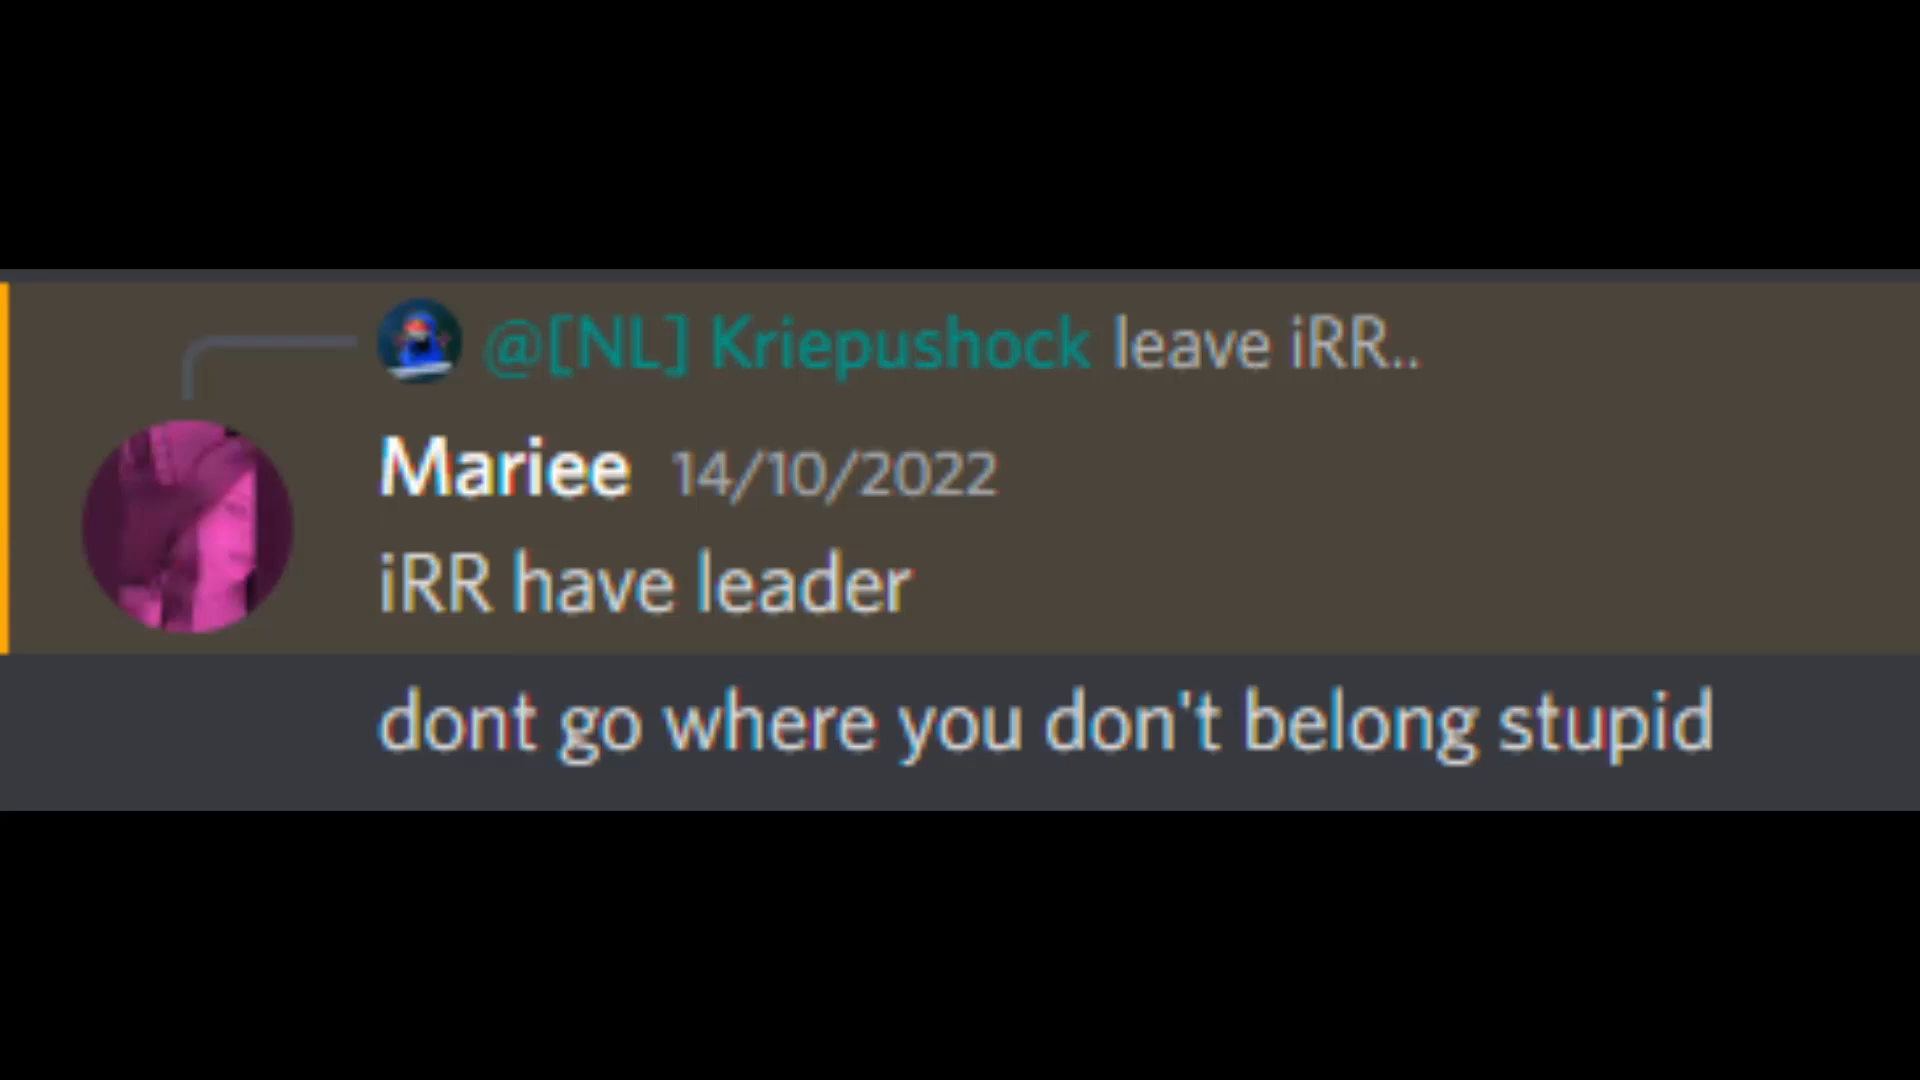 @[NL] Kriepushock leave iRR..
Mariee 14/10/2022
iRR have leader
dont go where you don't belong stupid